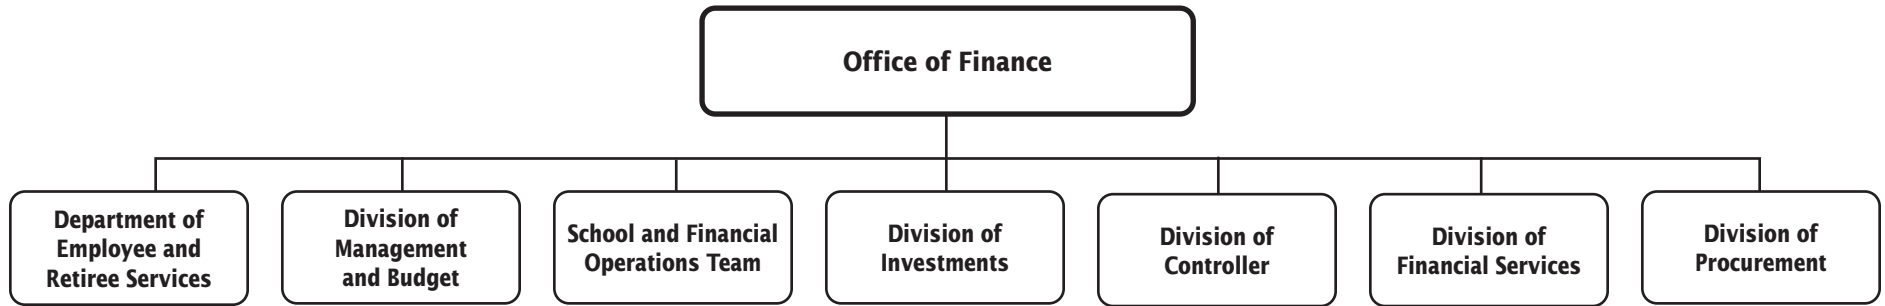 Office of Finance
Department of
Employee and
Retiree Services
Division of
Management
and Budget
School and Financial
Operations Team
Division of
Investments
Division of
Controller
Division of
Financial Services
Division of
Procurement